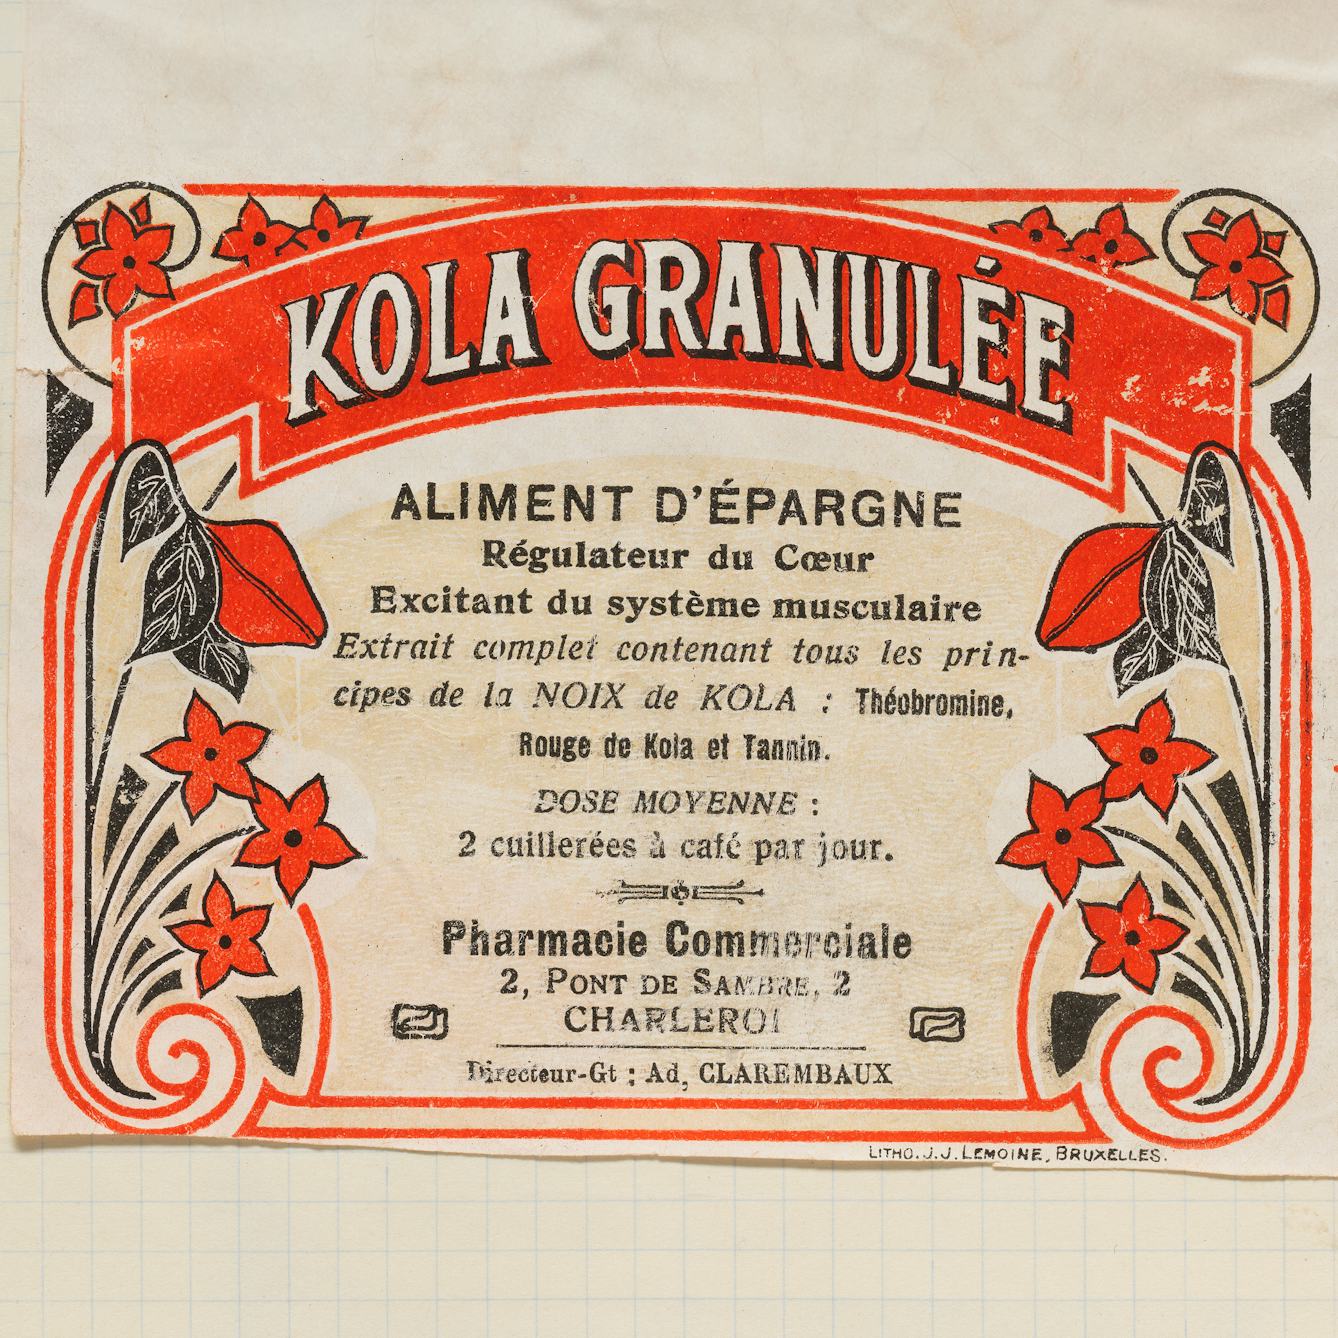 KOLA GRANULÉE
ALIMENT D'ÉPARGNE
Régulateur du Cœur
Excitant du système musculaire
Extrait complet contenant tous les prin-
cipes de la NOIX de KOLA : Théobromine,
Rouge de Kola et Tannin.
DOSE MOYENNE :
2 cuillerées à café par jour.
Pharmacie Commerciale
2, PONT DE SAMBRE, 2
CHARLEROI
Directeur-Gt : Ad, CLAREMBAUX
LITHO. J. J. LEMOINE, BRUXELLES.